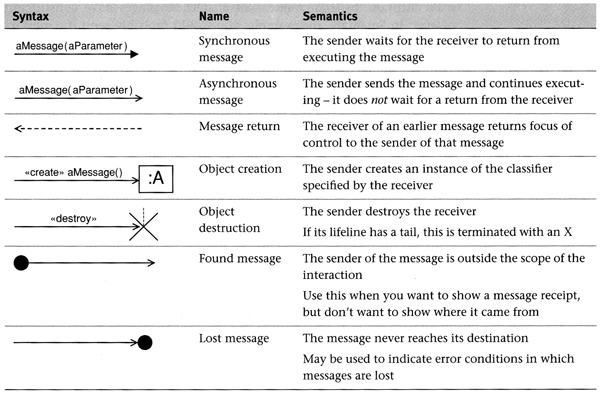 Syntax Name Semantics
aMessage(aParameter) Synchronous The sender waits for the receiver to return from
message executing the message
aMessage(aParameter) Asynchronous The sender sends the message and continues execut-
message ing – it does not wait for a return from the receiver
Message return The receiver of an earlier message returns focus of
control to the sender of that message
«create» aMessage() :A Object creation The sender creates an instance of the classifier
specified by the receiver
«destroy» Object The sender destroys the receiver
destruction If its lifeline has a tail, this is terminated with an X
Found message The sender of the message is outside the scope of the
interaction
Use this when you want to show a message receipt,
but don't want to show where it came from
Lost message The message never reaches its destination
May be used to indicate error conditions in which
messages are lost